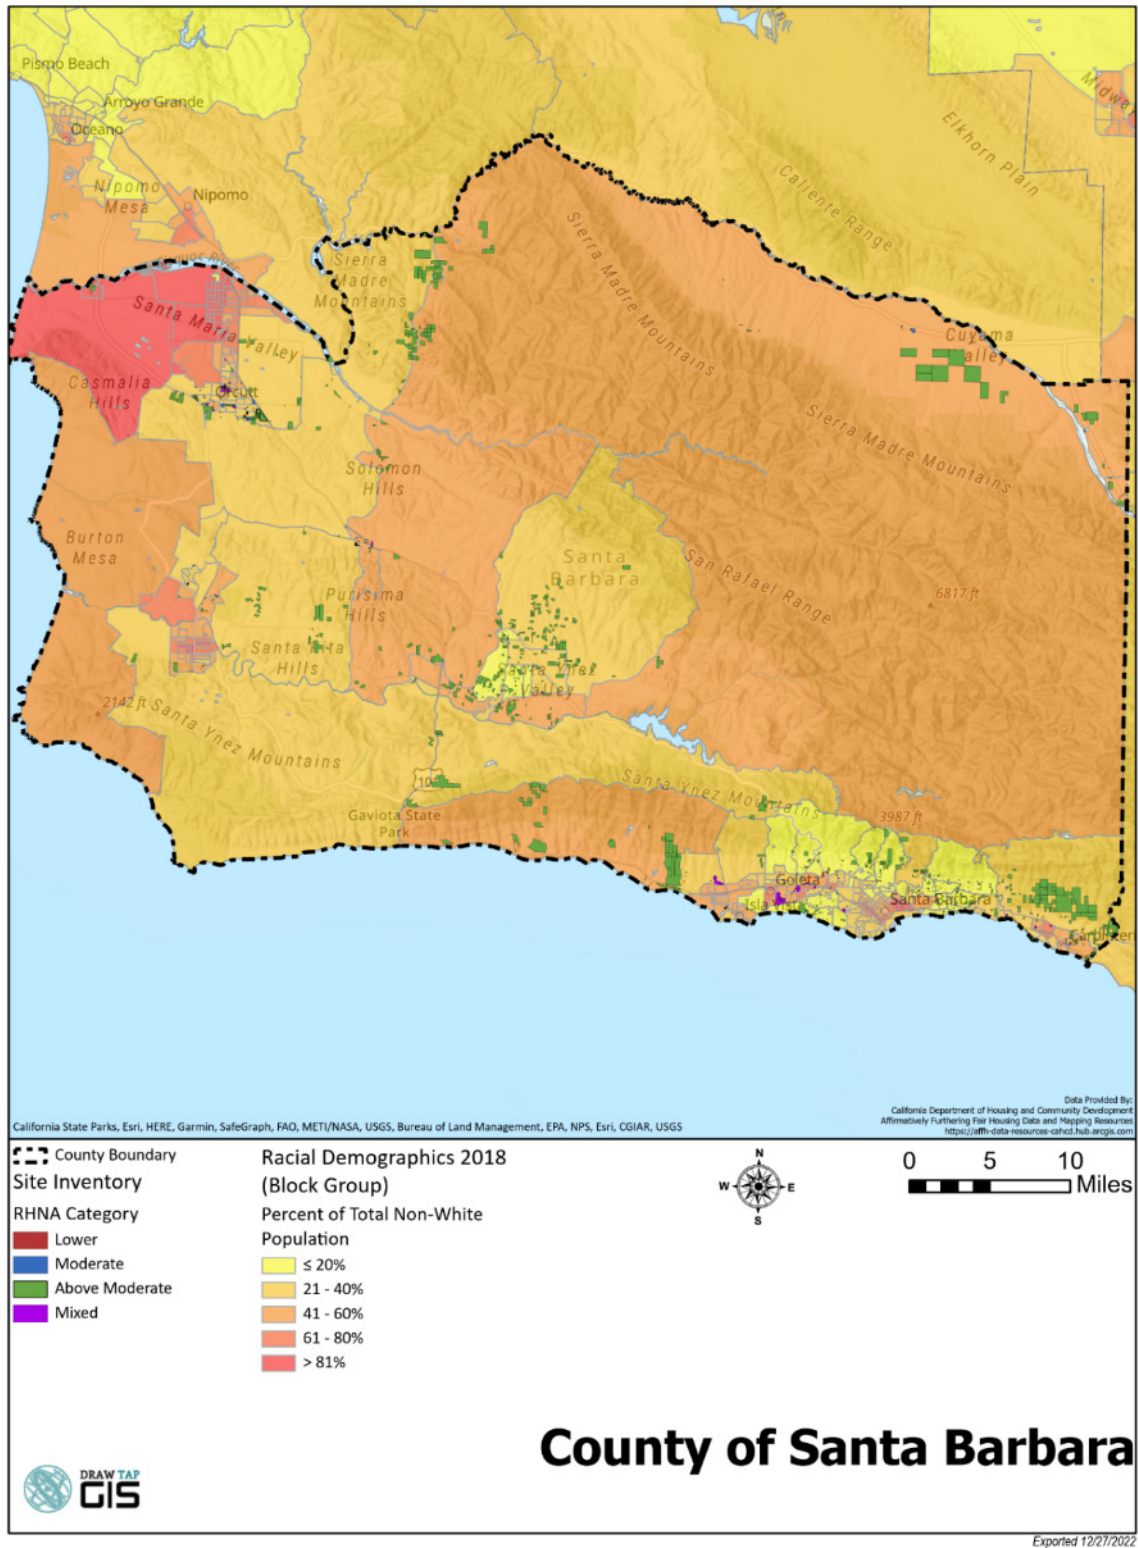 Pismo Beach
Arroyo Grande
Oceano
Nipomo
Mesa
Nipomo
Midway
Elkhorn Plain
Caliente Range
Sierra
Madre
Mountains
Sierra Madre Mountains
Santa Maria Valley
Cuyama
Valley
Casmalia
Hills
Orcutt
Sierra Madre Mountains
Solomon
Hills
Burton
Mesa
Santa
Barbara
San Rafael Range
6817 ft
Purisima
Hills
Santa Rita
Hills
Santa Ynez
Valley
2142 ft
Santa Ynez Mountains
Santa Ynez Mountains
Gaviota State
Park
3987 ft
Goleta
Isla Vista
Santa Barbara
Data Provided By:
California Department of Housing and Community Development
Affirmatively Furthering Fair Housing Data and Mapping Resources
https://affh-data-resources-cahcd.hub.arcgis.com
California State Parks, Esri, HERE, Garmin, SafeGraph, FAO, METI/NASA, USGS, Bureau of Land Management, EPA, NPS, Esri, CGIAR, USGS
County Boundary
Site Inventory
RHNA Category
Lower
Moderate
Above Moderate
Mixed
Racial Demographics 2018
(Block Group)
Percent of Total Non-White
Population
≤ 20%
21 - 40%
41 - 60%
61 - 80%
> 81%
N
W E
S
0 5 10
Miles
County of Santa Barbara
DRAW TAP
GIS
Exported 12/27/2022